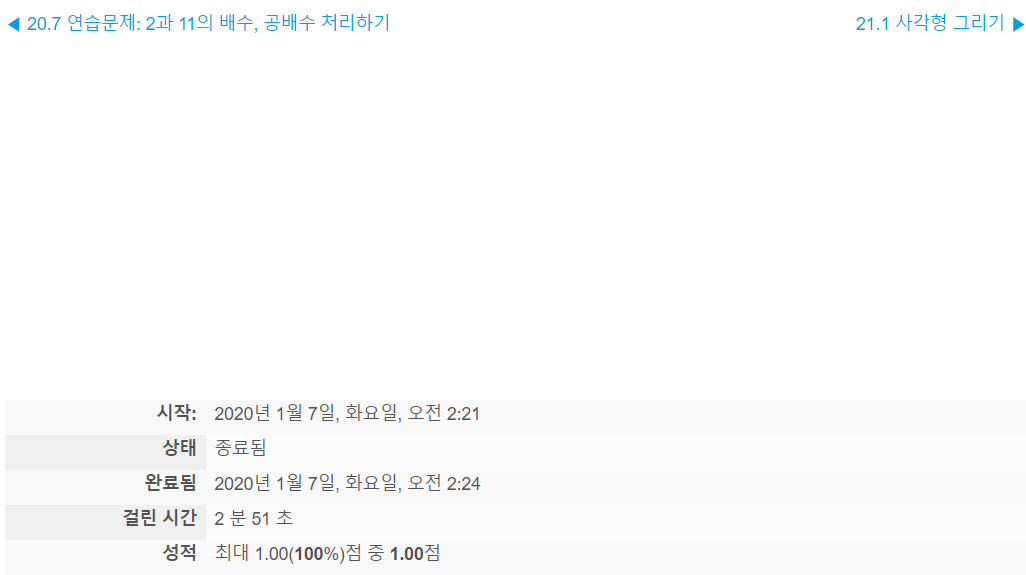 ◀ 20.7 연습문제: 2과 11의 배수, 공배수 처리하기
21.1 사각형 그리기 ▶
시작: 2020년 1월 7일, 화요일, 오전 2:21
상태 종료됨
완료됨 2020년 1월 7일, 화요일, 오전 2:24
걸린 시간 2 분 51 초
성적 최대 1.00(100%)점 중 1.00점